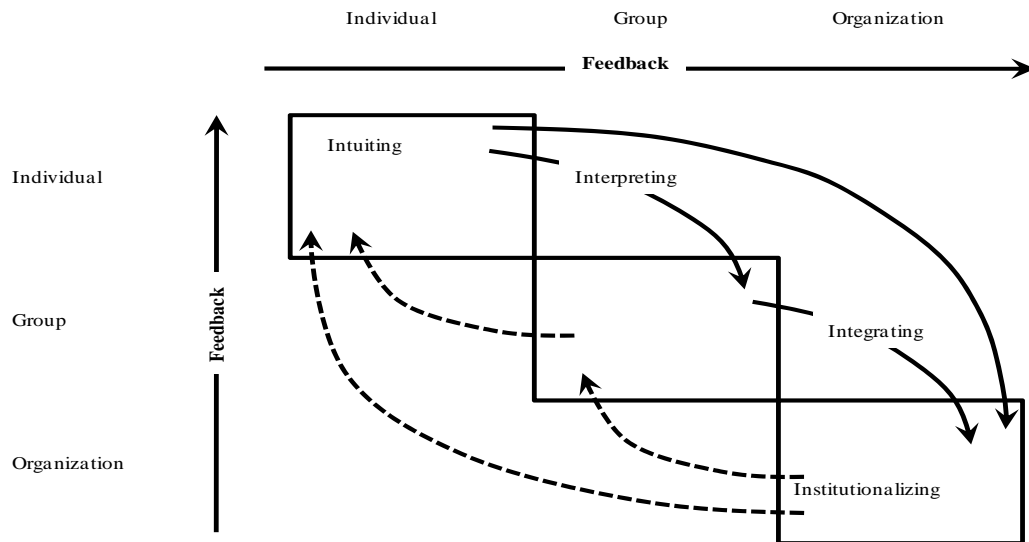 Individual
Group
Organization
Feedback
Intuiting
Individual
Interpreting
Group
Feedback
Integrating
Organization
Institutionalizing